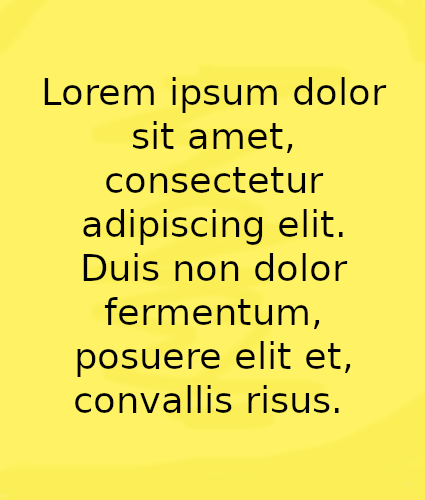 Lorem ipsum dolor
sit amet,
consectetur
adipiscing elit.
Duis non dolor
fermentum,
posuere elit et,
convallis risus.